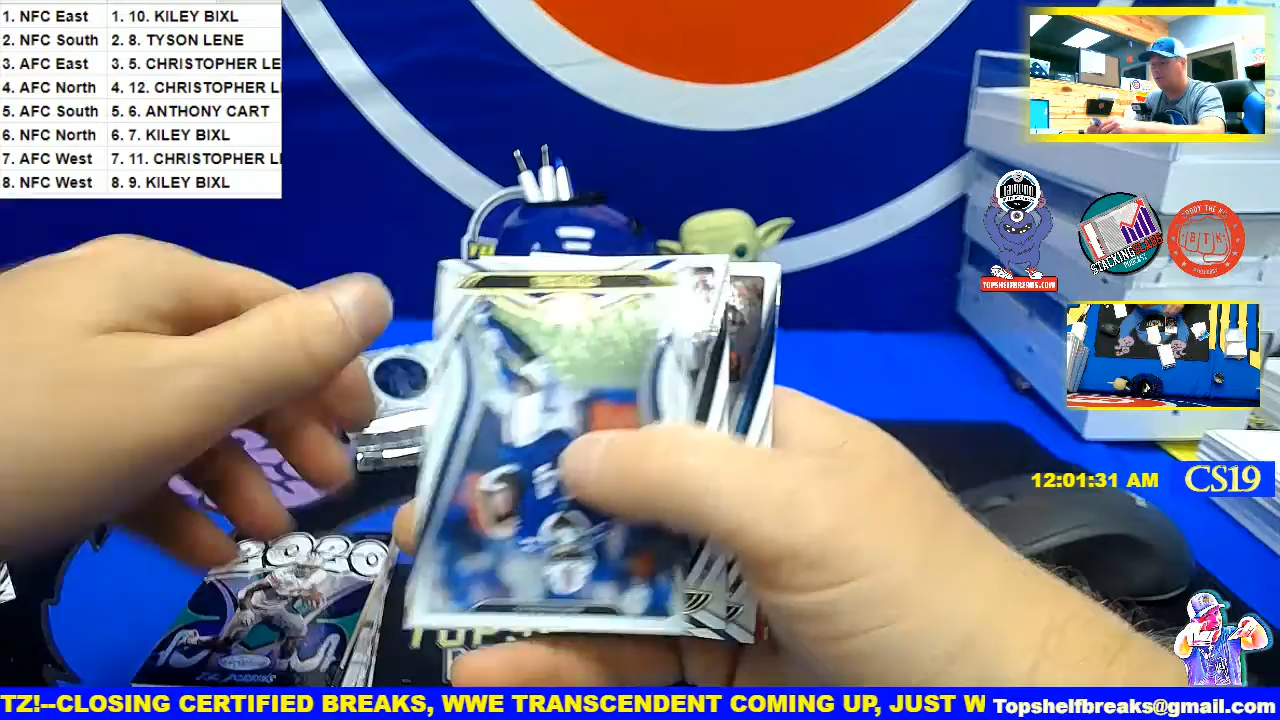 1. NFC East 1. 10. KILEY BIXL
2. NFC South 2. 8. TYSON LENE
3. AFC East 3. 5. CHRISTOPHER LE
4. AFC North 4. 12. CHRISTOPHER L
5. AFC South 5. 6. ANTHONY CART
6. NFC North 6. 7. KILEY BIXL
7. AFC West 7. 11. CHRISTOPHER L
8. NFC West 8. 9. KILEY BIXL
TOPSHELFBREAKS.COM
STACKING SLABS
PODCAST
BTK
12:01:31 AM CS19
2020
TZ!--CLOSING CERTIFIED BREAKS, WWE TRANSCENDENT COMING UP, JUST W Topshelfbreaks@gmail.com